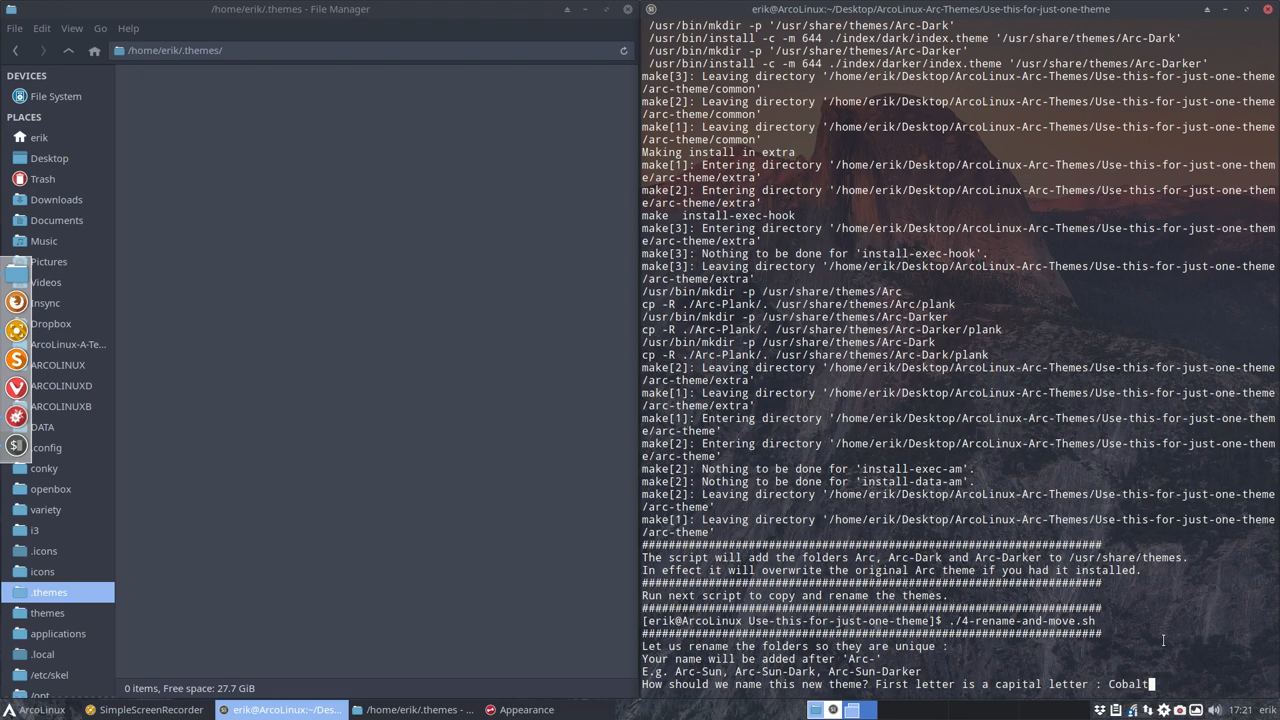 /home/erik/.themes - File Manager
File Edit View Go Help
/home/erik/.themes/
DEVICES
File System
PLACES
erik
Desktop
Trash
Downloads
Documents
Music
Pictures
Videos
Insync
Dropbox
ArcoLinux-A-Te...
ARCOLINUX
ARCOLINUXD
ARCOLINUXB
DATA
.config
conky
openbox
variety
i3
.icons
icons
.themes
themes
applications
.local
/etc/skel
/opt
0 items, Free space: 27.7 GiB
erik@ArcoLinux:~/Desktop/ArcoLinux-Arc-Themes/Use-this-for-just-one-theme
/usr/bin/mkdir -p '/usr/share/themes/Arc-Dark'
/usr/bin/install -c -m 644 ./index/dark/index.theme '/usr/share/themes/Arc-Dark'
/usr/bin/mkdir -p '/usr/share/themes/Arc-Darker'
/usr/bin/install -c -m 644 ./index/darker/index.theme '/usr/share/themes/Arc-Darker'
make[3]: Leaving directory '/home/erik/Desktop/ArcoLinux-Arc-Themes/Use-this-for-just-one-theme
/arc-theme/common'
make[2]: Leaving directory '/home/erik/Desktop/ArcoLinux-Arc-Themes/Use-this-for-just-one-theme
/arc-theme/common'
make[1]: Leaving directory '/home/erik/Desktop/ArcoLinux-Arc-Themes/Use-this-for-just-one-theme
/arc-theme/common'
Making install in extra
make[1]: Entering directory '/home/erik/Desktop/ArcoLinux-Arc-Themes/Use-this-for-just-one-them
e/arc-theme/extra'
make[2]: Entering directory '/home/erik/Desktop/ArcoLinux-Arc-Themes/Use-this-for-just-one-them
e/arc-theme/extra'
make  install-exec-hook
make[3]: Entering directory '/home/erik/Desktop/ArcoLinux-Arc-Themes/Use-this-for-just-one-them
e/arc-theme/extra'
make[3]: Nothing to be done for 'install-exec-hook'.
make[3]: Leaving directory '/home/erik/Desktop/ArcoLinux-Arc-Themes/Use-this-for-just-one-theme
/arc-theme/extra'
/usr/bin/mkdir -p /usr/share/themes/Arc
cp -R ./Arc-Plank/. /usr/share/themes/Arc/plank
/usr/bin/mkdir -p /usr/share/themes/Arc-Darker
cp -R ./Arc-Plank/. /usr/share/themes/Arc-Darker/plank
/usr/bin/mkdir -p /usr/share/themes/Arc-Dark
cp -R ./Arc-Plank/. /usr/share/themes/Arc-Dark/plank
make[2]: Leaving directory '/home/erik/Desktop/ArcoLinux-Arc-Themes/Use-this-for-just-one-theme
/arc-theme/extra'
make[1]: Leaving directory '/home/erik/Desktop/ArcoLinux-Arc-Themes/Use-this-for-just-one-theme
/arc-theme/extra'
make[1]: Entering directory '/home/erik/Desktop/ArcoLinux-Arc-Themes/Use-this-for-just-one-them
e/arc-theme'
make[2]: Entering directory '/home/erik/Desktop/ArcoLinux-Arc-Themes/Use-this-for-just-one-them
e/arc-theme'
make[2]: Nothing to be done for 'install-exec-am'.
make[2]: Nothing to be done for 'install-data-am'.
make[2]: Leaving directory '/home/erik/Desktop/ArcoLinux-Arc-Themes/Use-this-for-just-one-theme
/arc-theme'
make[1]: Leaving directory '/home/erik/Desktop/ArcoLinux-Arc-Themes/Use-this-for-just-one-theme
/arc-theme'
#####################################################################
The script will add the folders Arc, Arc-Dark and Arc-Darker to /usr/share/themes.
In effect it will overwrite the original Arc theme if you had it installed.
#####################################################################
Run next script to copy and rename the themes.
#####################################################################
[erik@ArcoLinux Use-this-for-just-one-theme]$ ./4-rename-and-move.sh
#####################################################################
Let us rename the folders so they are unique :
Your name will be added after 'Arc-'
E.g. Arc-Sun, Arc-Sun-Dark, Arc-Sun-Darker
How should we name this new theme? First letter is a capital letter : Cobalt
ArcoLinux SimpleScreenRecorder erik@ArcoLinux:~/Des... /home/erik/.themes - ... Appearance 17:21 erik